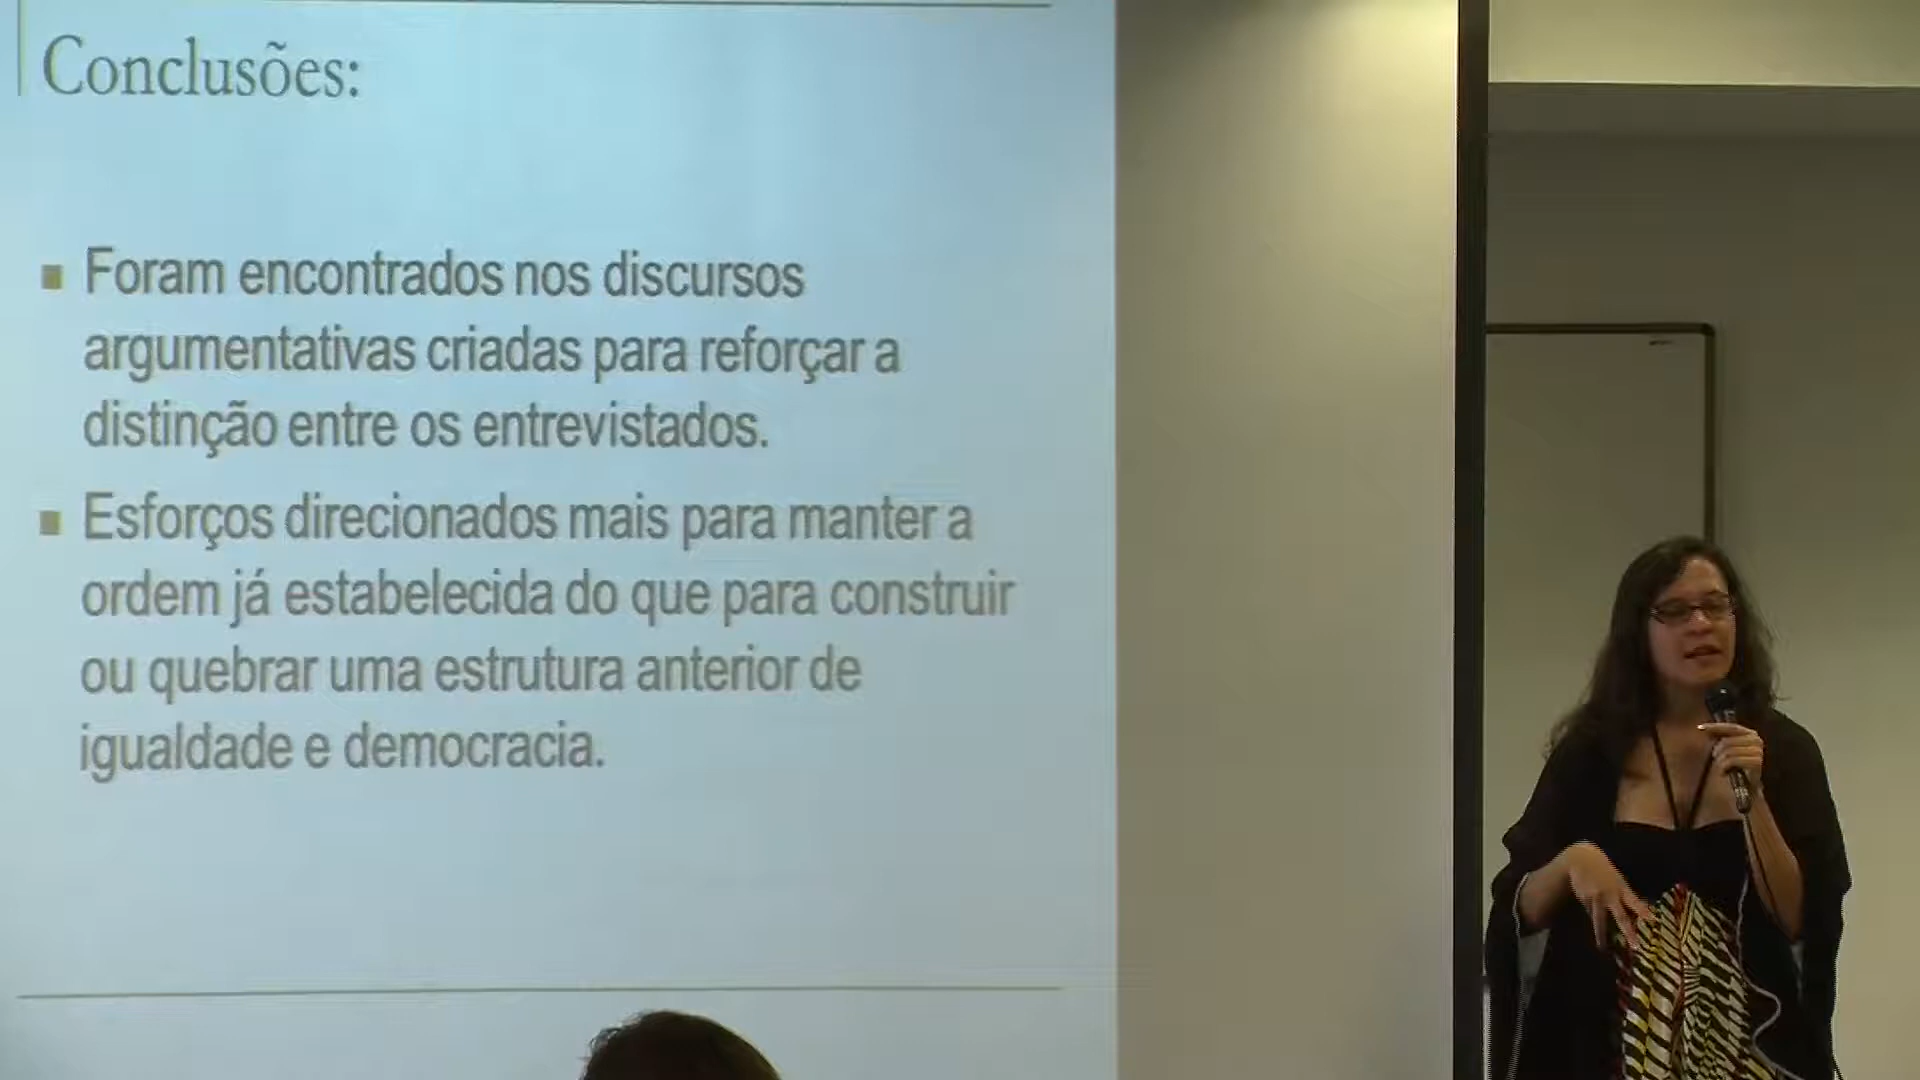 Conclusões:
Foram encontrados nos discursos
argumentativas criadas para reforçar a
distinção entre os entrevistados.
Esforços direcionados mais para manter a
ordem já estabelecida do que para construir
ou quebrar uma estrutura anterior de
igualdade e democracia.